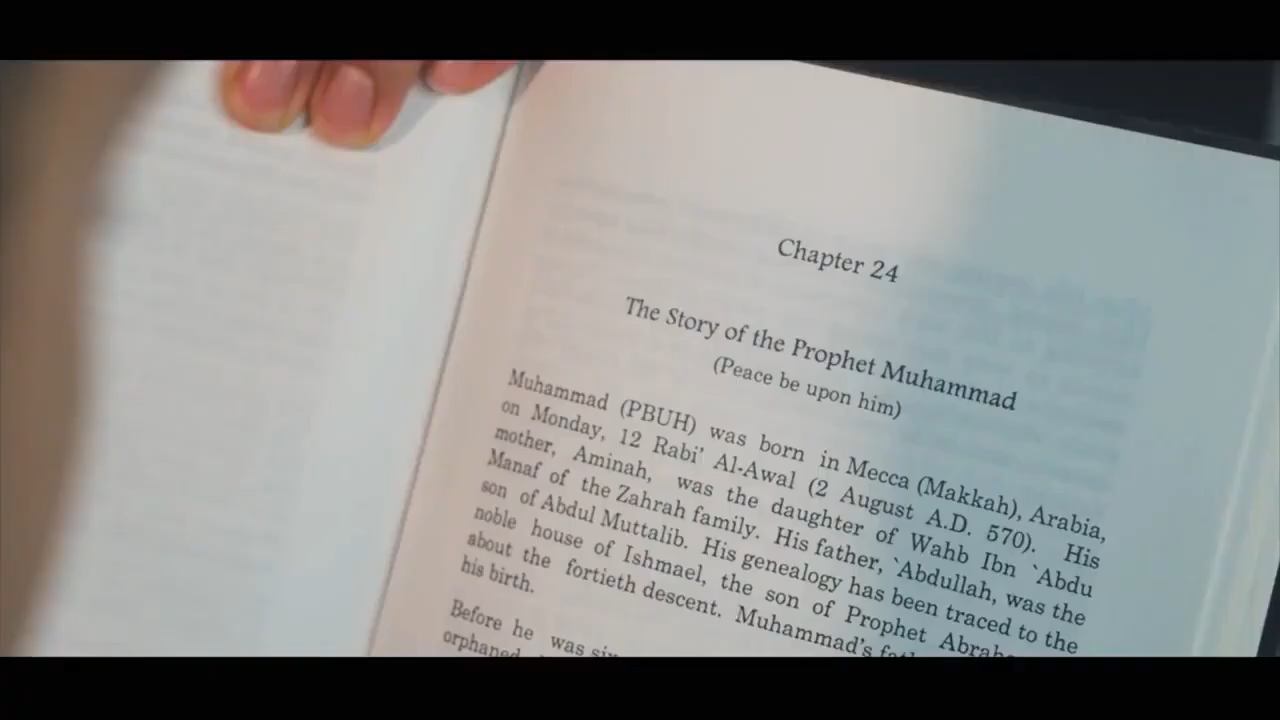 Chapter 24
The Story of the Prophet Muhammad
(Peace be upon him)
Muhammad (PBUH) was born in Mecca (Makkah), Arabia,
on Monday, 12 Rabi' Al-Awal (2 August A.D. 570). His
mother, Aminah, was the daughter of Wahb Ibn `Abdu
Manaf of the Zahrah family. His father, `Abdullah, was the
son of Abdul Muttalib. His genealogy has been traced to the
noble house of Ishmael, the son of Prophet
about the fortieth descent. Muhammad's
his birth.
Before he was
orphaned